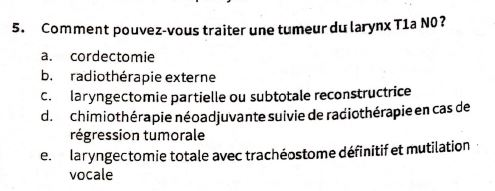 5. Comment pouvez-vous traiter une tumeur du larynx T1a N0?
a. cordectomie
b. radiothérapie externe
c. laryngectomie partielle ou subtotale reconstructrice
d. chimiothérapie néoadjuvante suivie de radiothérapie en cas de
régression tumorale
e. laryngectomie totale avec trachéostome définitif et mutilation
vocale